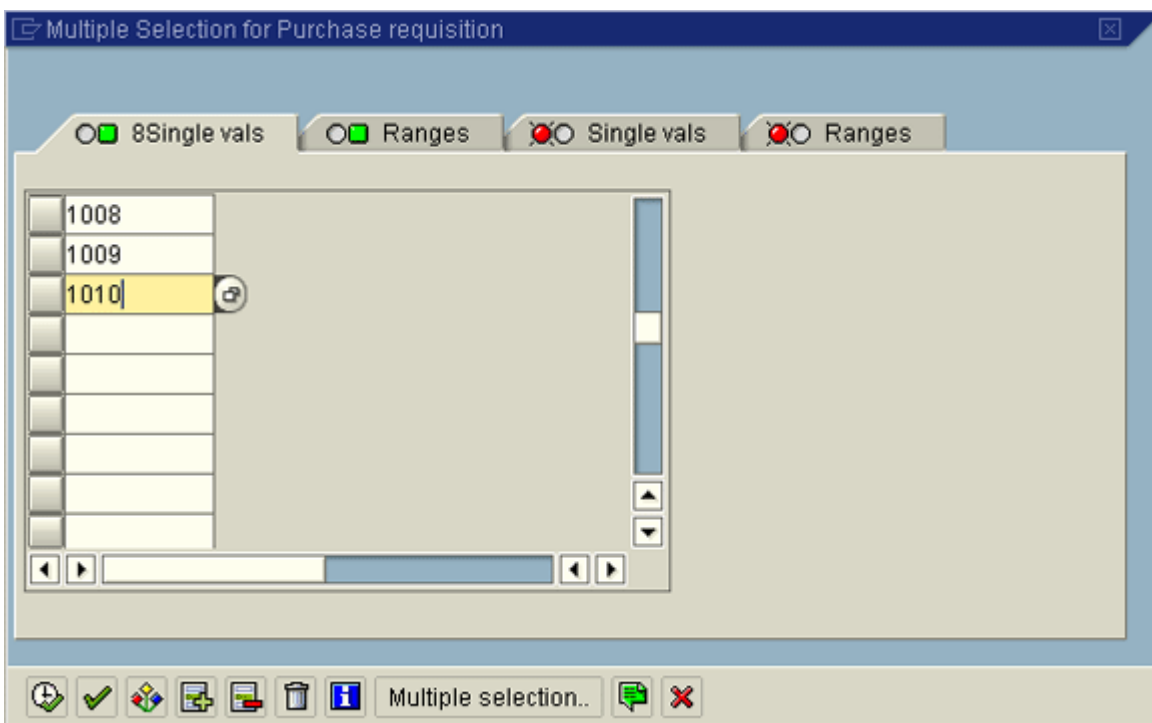 Multiple Selection for Purchase requisition
8Single vals Ranges Single vals Ranges
1008
1009
1010
Multiple selection..